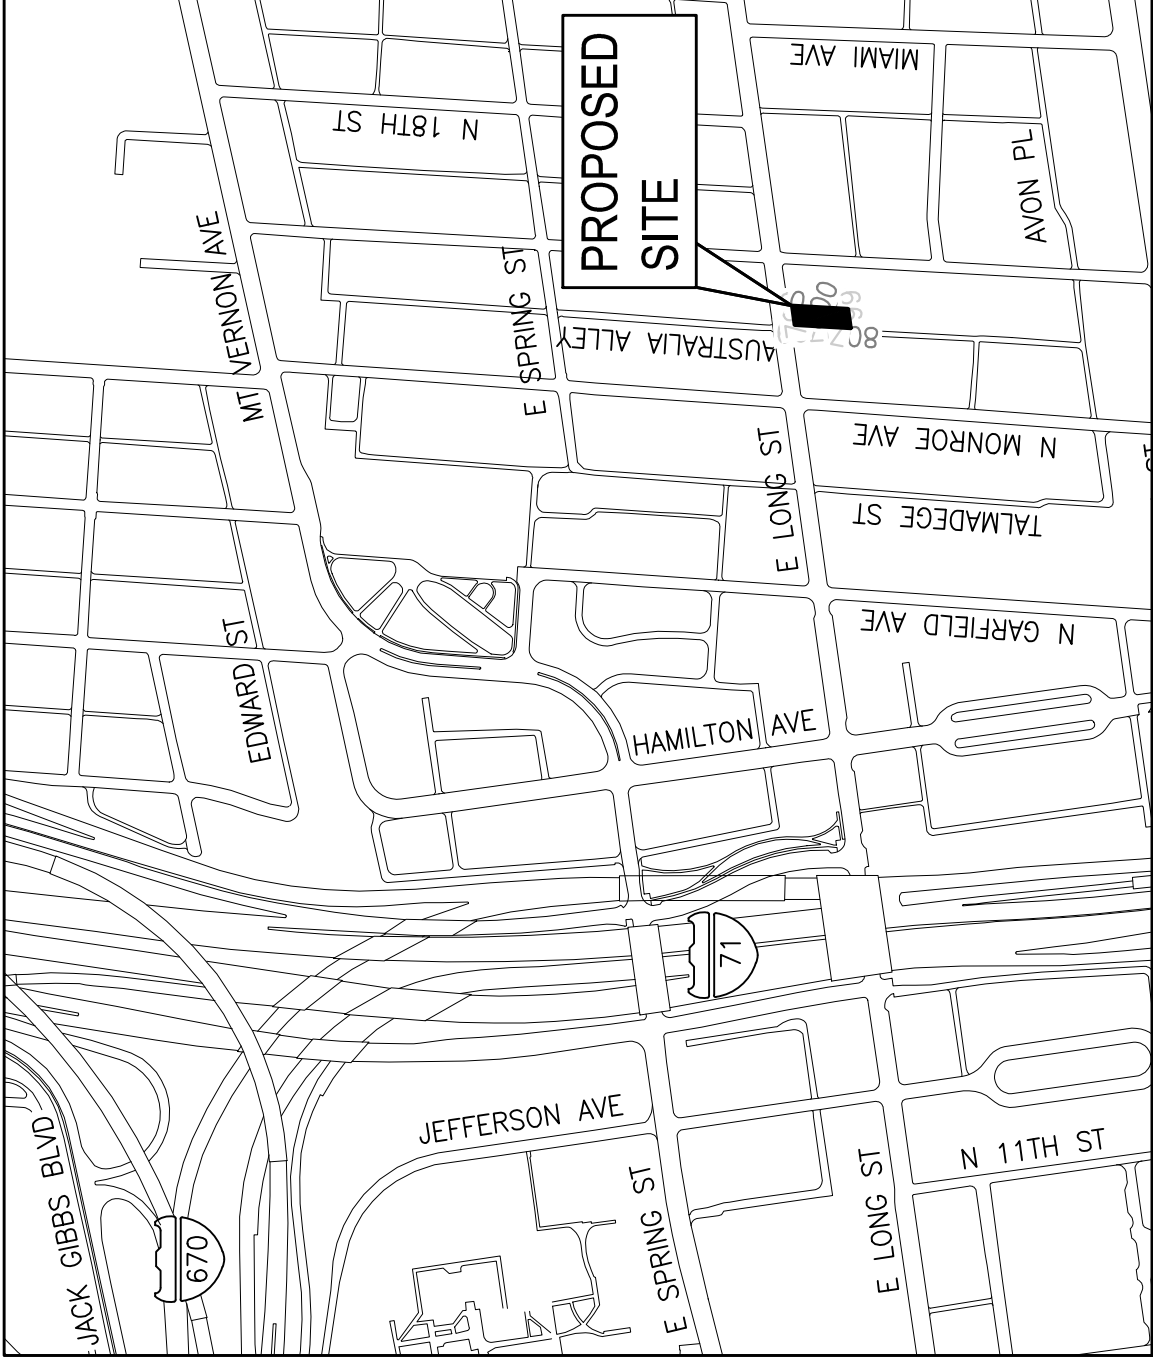 MIAMI AVE
N 18TH ST
PROPOSED
SITE
AVON PL
MT VERNON AVE
E SPRING ST
AUSTRALIA ALLEY
E LONG ST
N MONROE AVE
TALMADEGE ST
EDWARD ST
N GARFIELD AVE
HAMILTON AVE
71
JEFFERSON AVE
N 11TH ST
JACK GIBBS BLVD
670
E SPRING ST
E LONG ST
ST